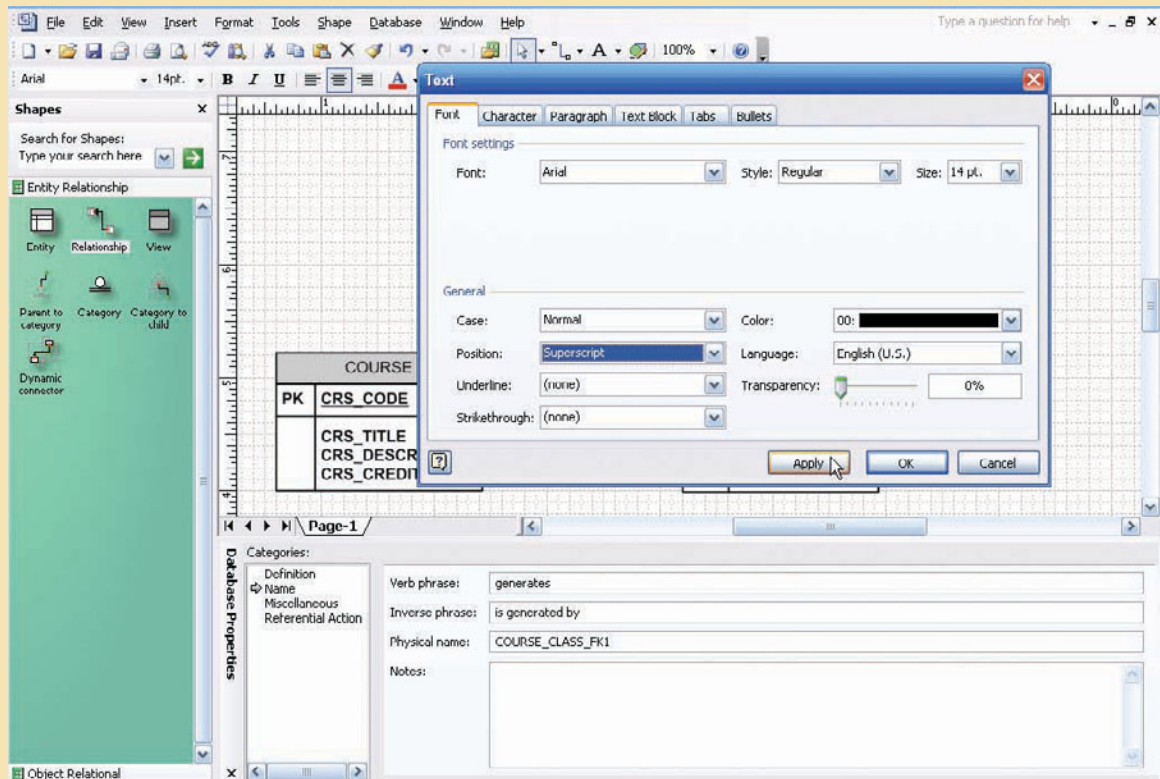 File Edit View Insert Format Tools Shape Database Window Help Type a question for help
100%
Arial 14pt. B I U A
Shapes
Search for Shapes:
Type your search here
Entity Relationship
Entity Relationship View
Parent to category
Category
Category to child
Dynamic connector
Object Relational
COURSE
PK CRS_CODE
CRS_TITLE
CRS_DESCR
CRS_CREDIT
Text
Font Character Paragraph Text Block Tabs Bullets
Font settings
Font: Arial Style: Regular Size: 14 pt.
General
Case: Normal Color: 00:
Position: Superscript Language: English (U.S.)
Underline: (none) Transparency: 0%
Strikethrough: (none)
Apply OK Cancel
Page-1
Database Properties
Categories:
Definition
Name
Miscellaneous
Referential Action
Verb phrase: generates
Inverse phrase: is generated by
Physical name: COURSE_CLASS_FK1
Notes: